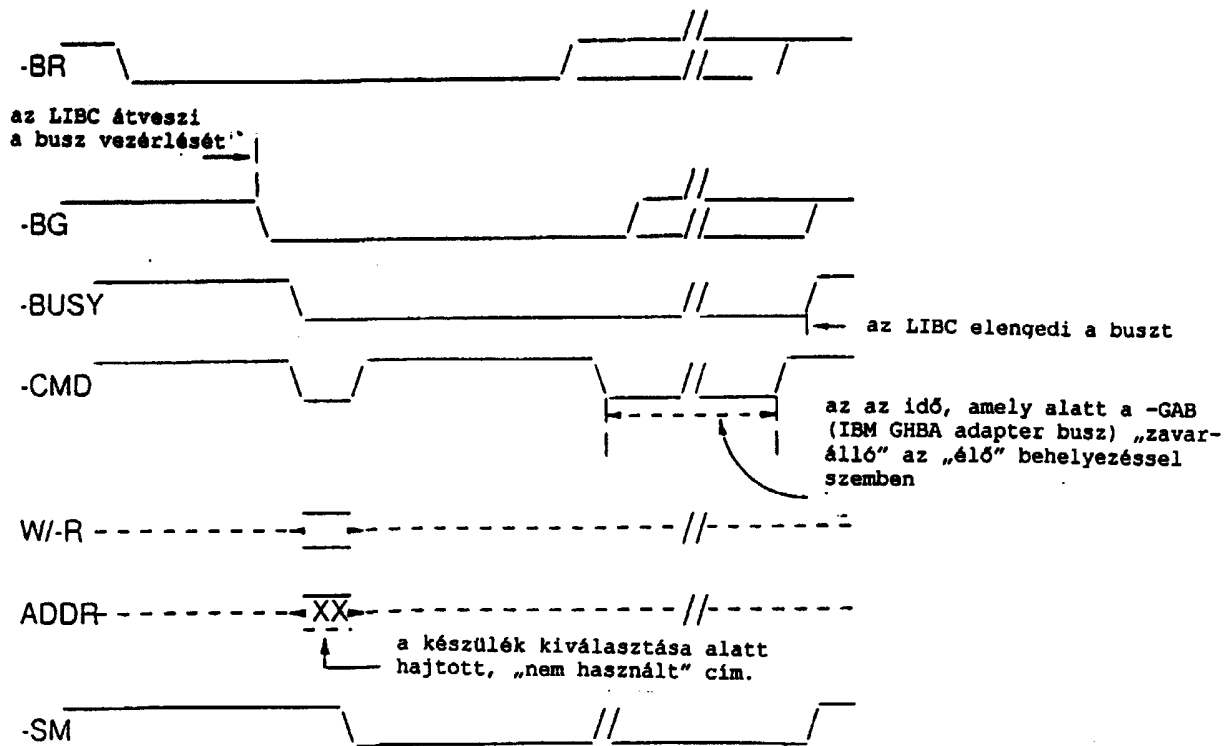 -BR
az LIBC átveszi
a busz vezérlését
-BG
-BUSY
az LIBC elengedi a buszt
-CMD
az az idő, amely alatt a -GAB
(IBM GHBA adapter busz) „zavar-
álló” az „élő” behelyezéssel
szemben
W/-R
ADDR
XX
a készülék kiválasztása alatt
hajtott, „nem használt” cím.
-SM